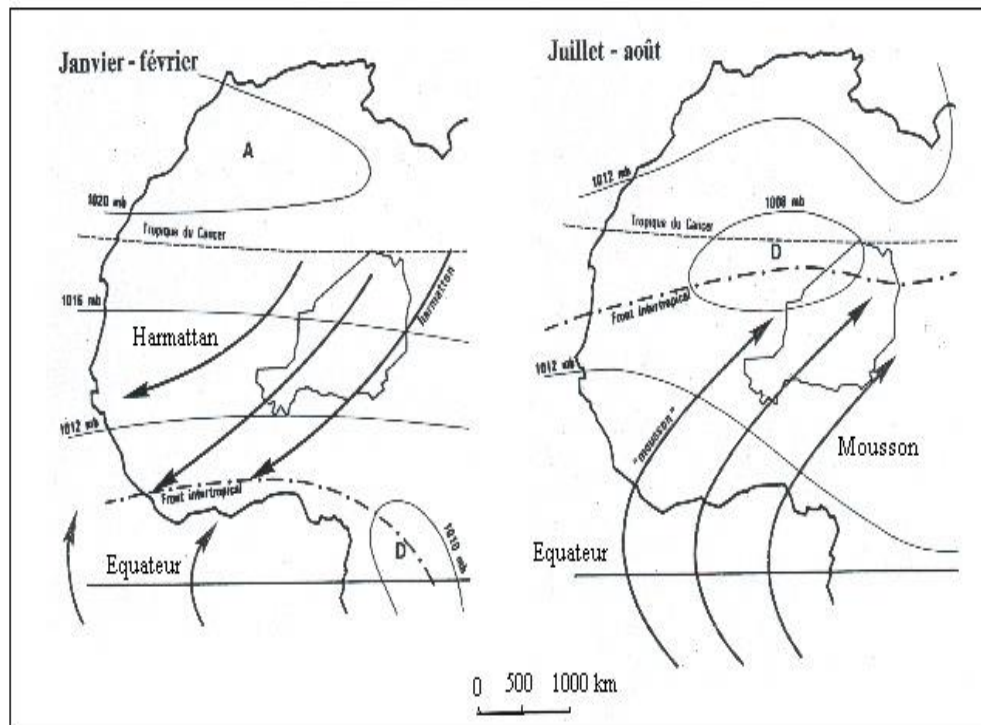 Janvier - février
A
1020 mb
Tropique du Cancer
1016 mb
Harmattan
harmattan
1012 mb
Front intertropical
D
1010 mb
Equateur
Juillet - août
1012 mb
1008 mb
Tropique du Cancer
D
Front intertropical
1012 mb
"mousson"
Mousson
Equateur
0 500 1000 km